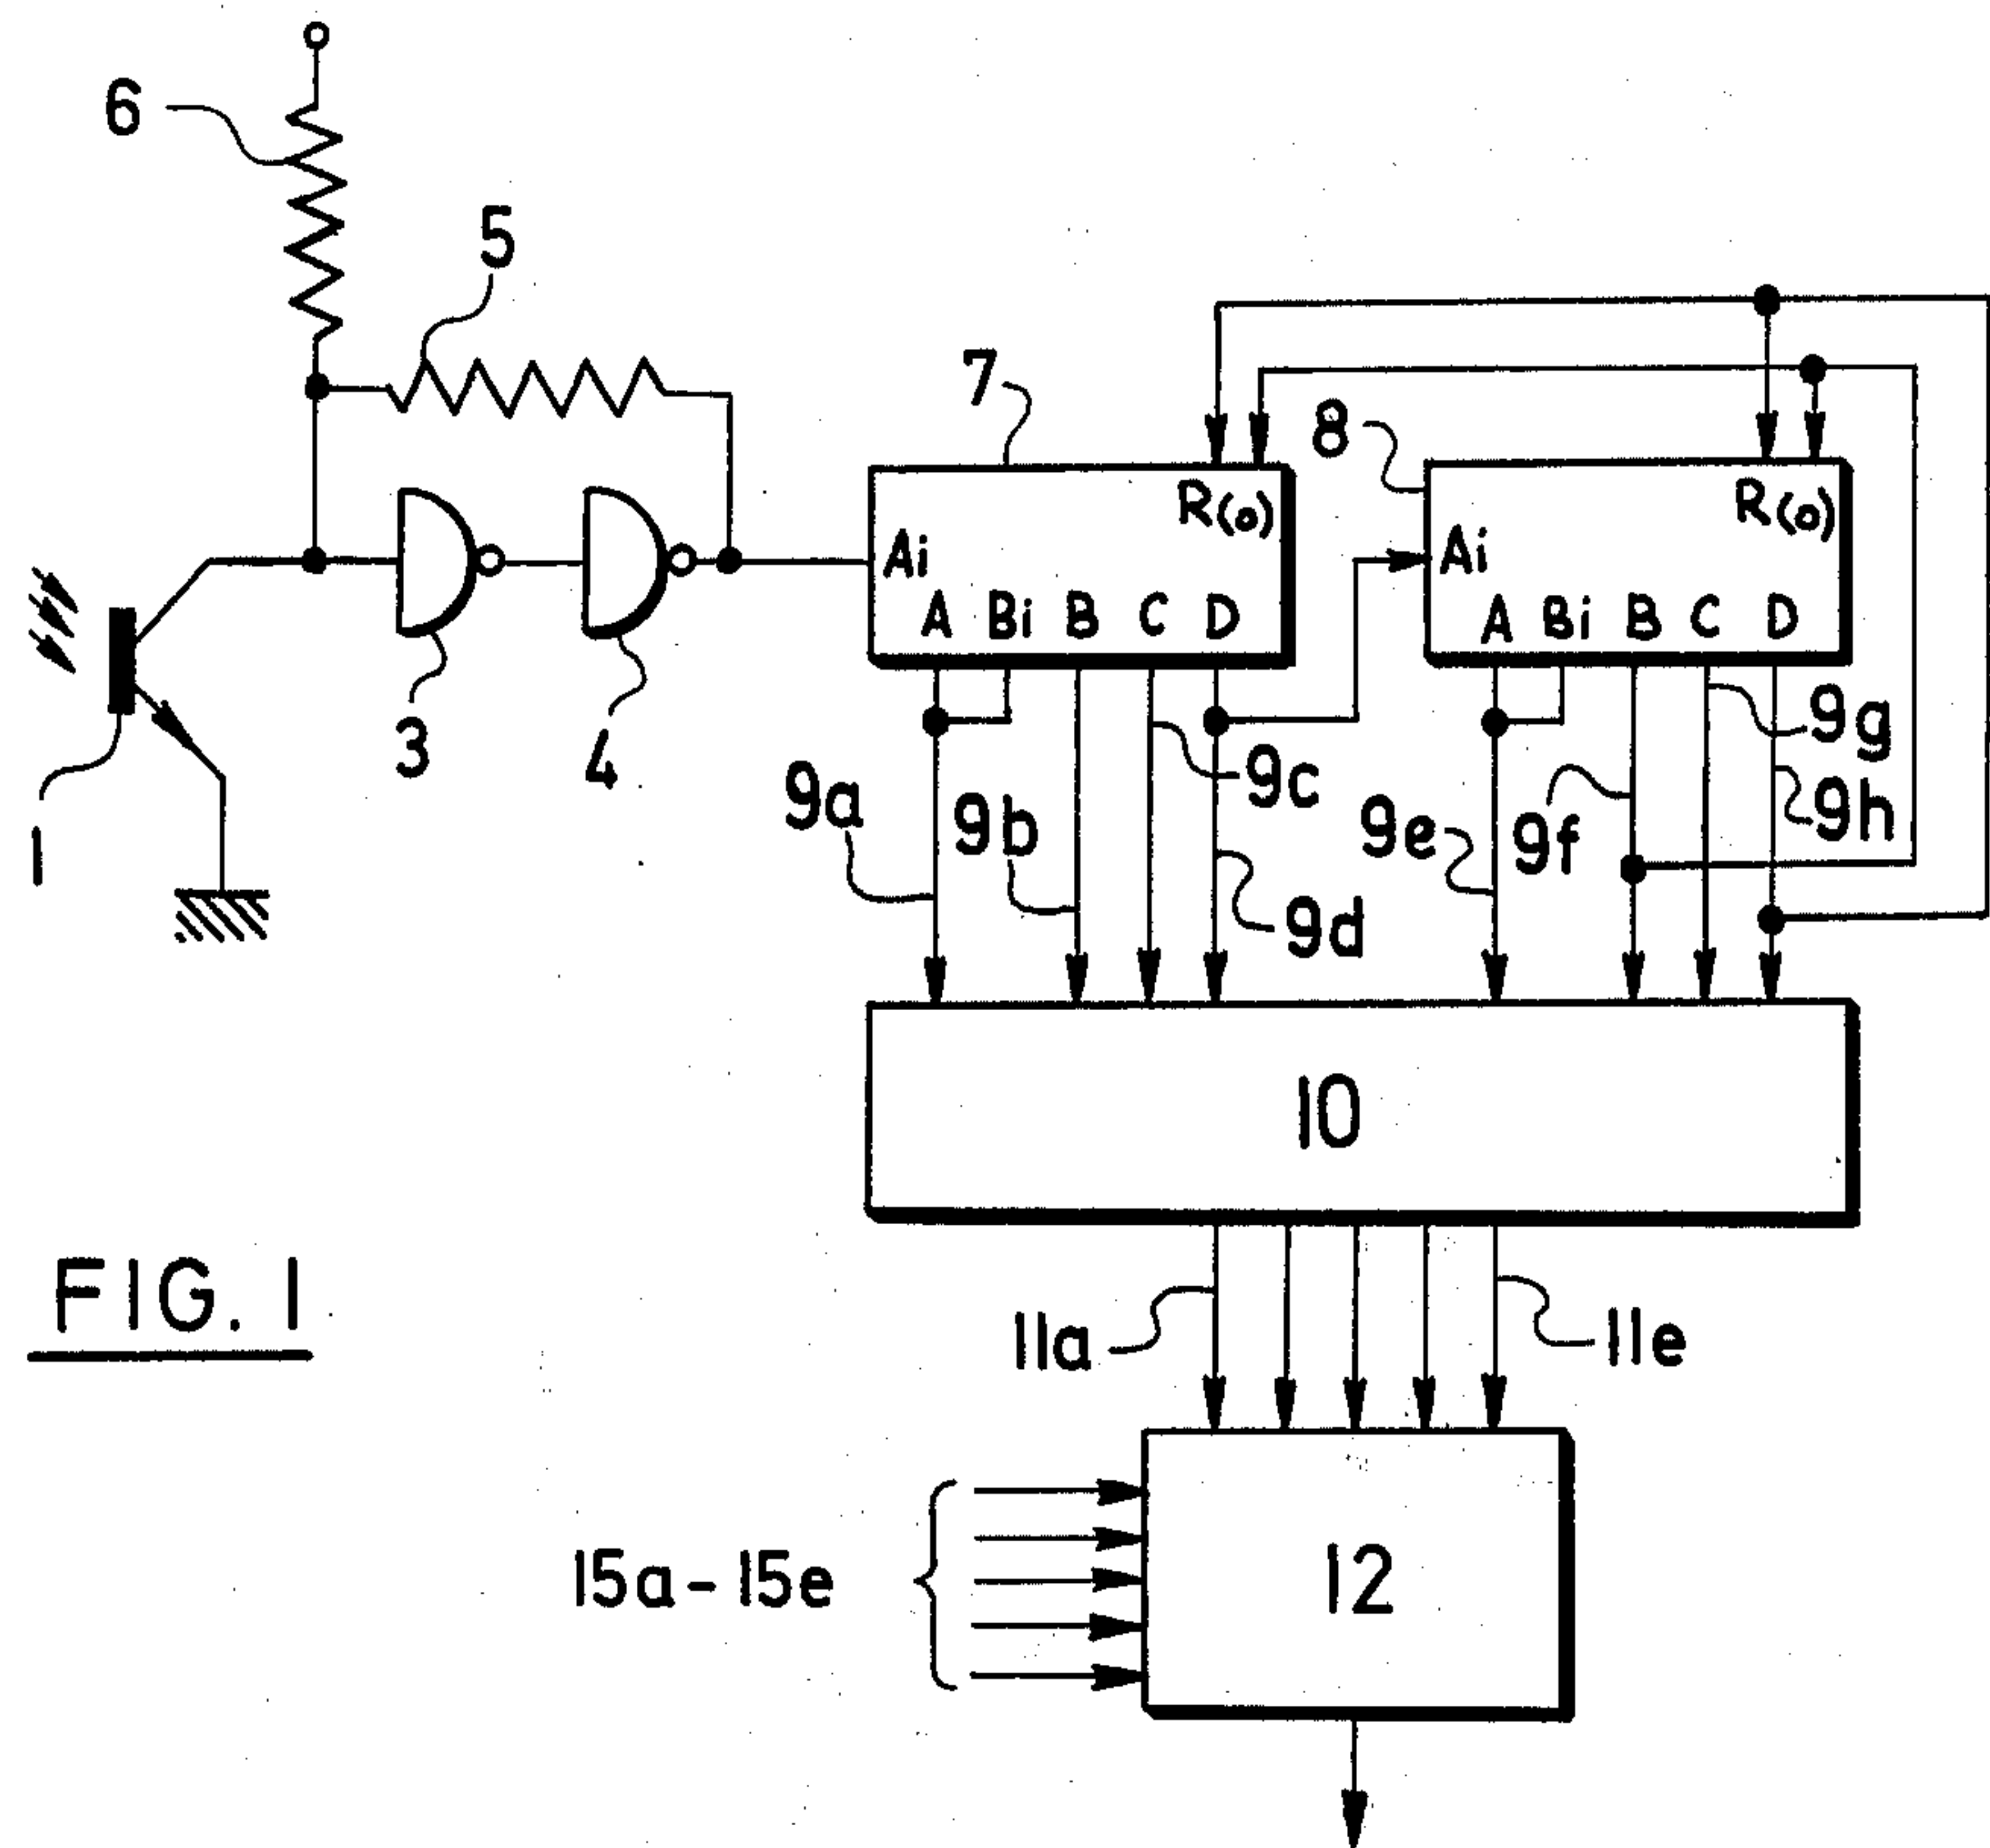 6
5
7
8
R(o)
R(o)
Ai
Ai
A Bi B C D
A Bi B C D
1
3
4
9a
9b
9c
9d
9e
9f
9g
9h
10
FIG. 1
11a
11e
15a-15e
12